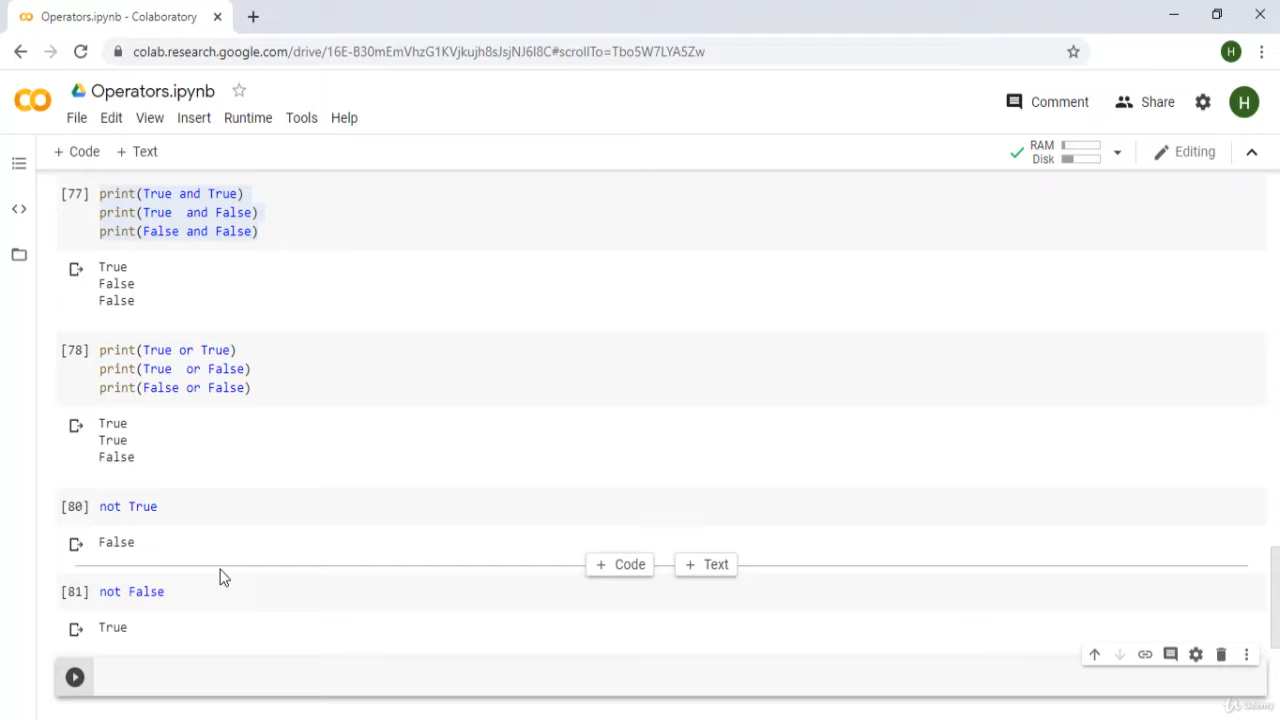 Operators.ipynb - Colaboratory
colab.research.google.com/drive/16E-B30mEmVhzG1KVjkujh8sJsjNJ6I8C#scrollTo=Tbo5W7LYA5Zw
H
Operators.ipynb
Comment Share H
File Edit View Insert Runtime Tools Help
+ Code + Text
RAM
Disk
Editing
[77] print(True and True)
print(True  and False)
print(False and False)
True
False
False
[78] print(True or True)
print(True  or False)
print(False or False)
True
True
False
[80] not True
False
+ Code + Text
[81] not False
True
Udemy